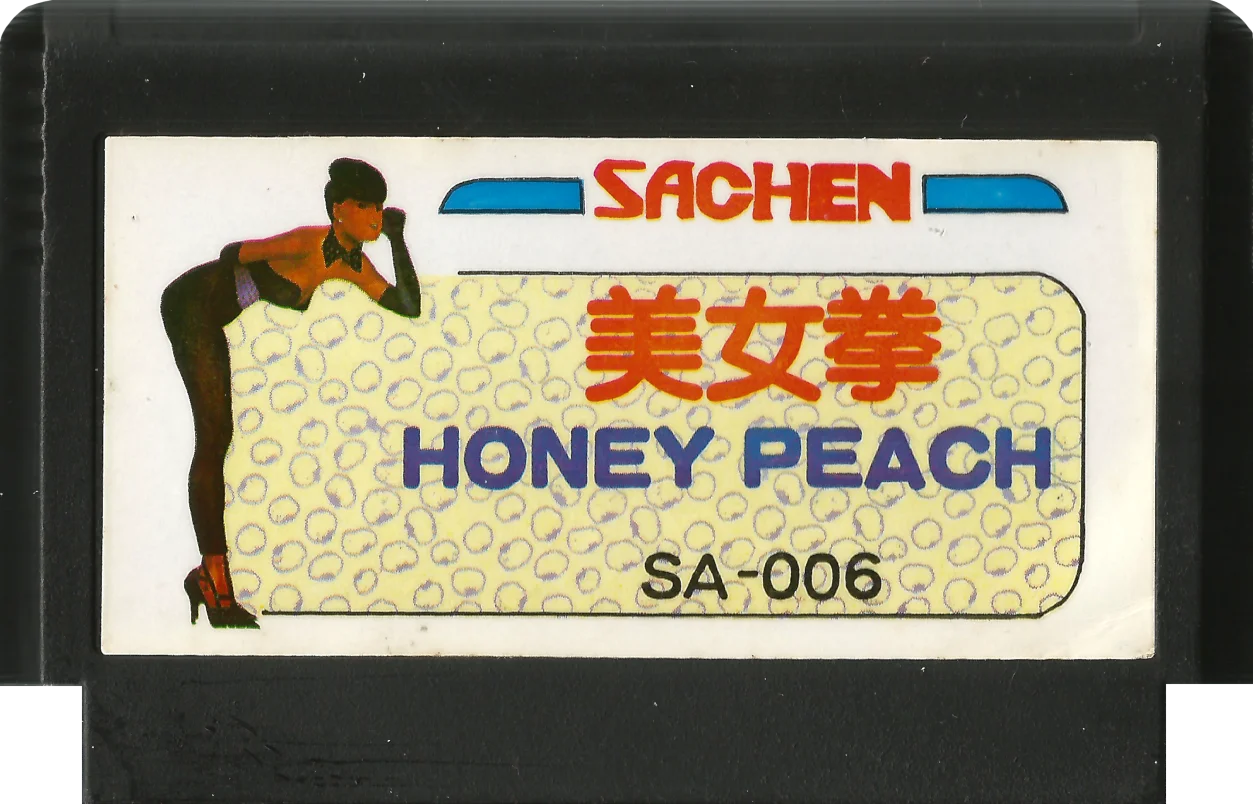 SACHEN
美女拳
HONEY PEACH
SA-006